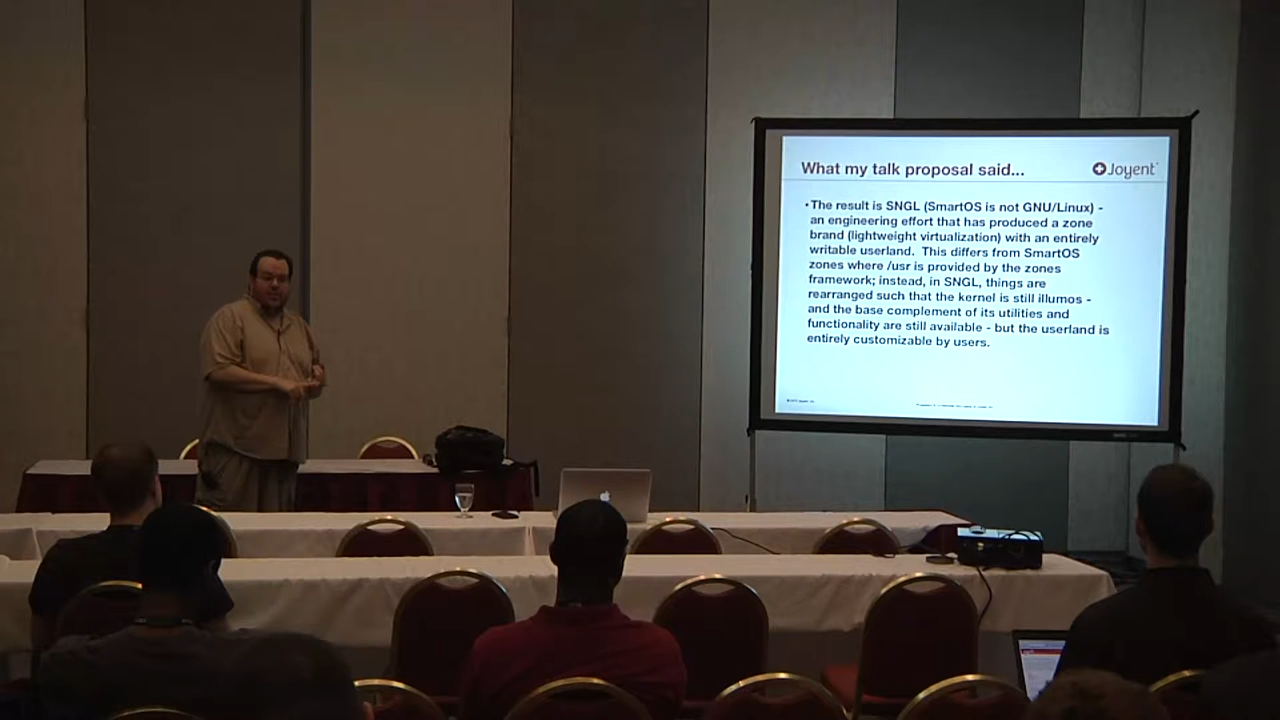 What my talk proposal said...
Joyent
• The result is SNGL (SmartOS is not GNU/Linux) -
an engineering effort that has produced a zone
brand (lightweight virtualization) with an entirely
writable userland.  This differs from SmartOS
zones where /usr is provided by the zones
framework; instead, in SNGL, things are
rearranged such that the kernel is still illumos -
and the base complement of its utilities and
functionality are still available - but the userland is
entirely customizable by users.